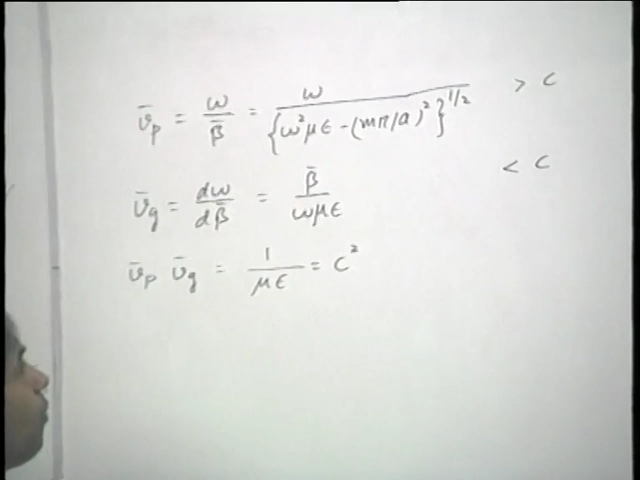 v̄p = ω/β̄ = ω/{ω²μϵ − (mπ/a)²}^1/2 > c
v̄g = dω/dβ̄ = β̄/ωμϵ < c
v̄p v̄g = 1/μϵ = c²